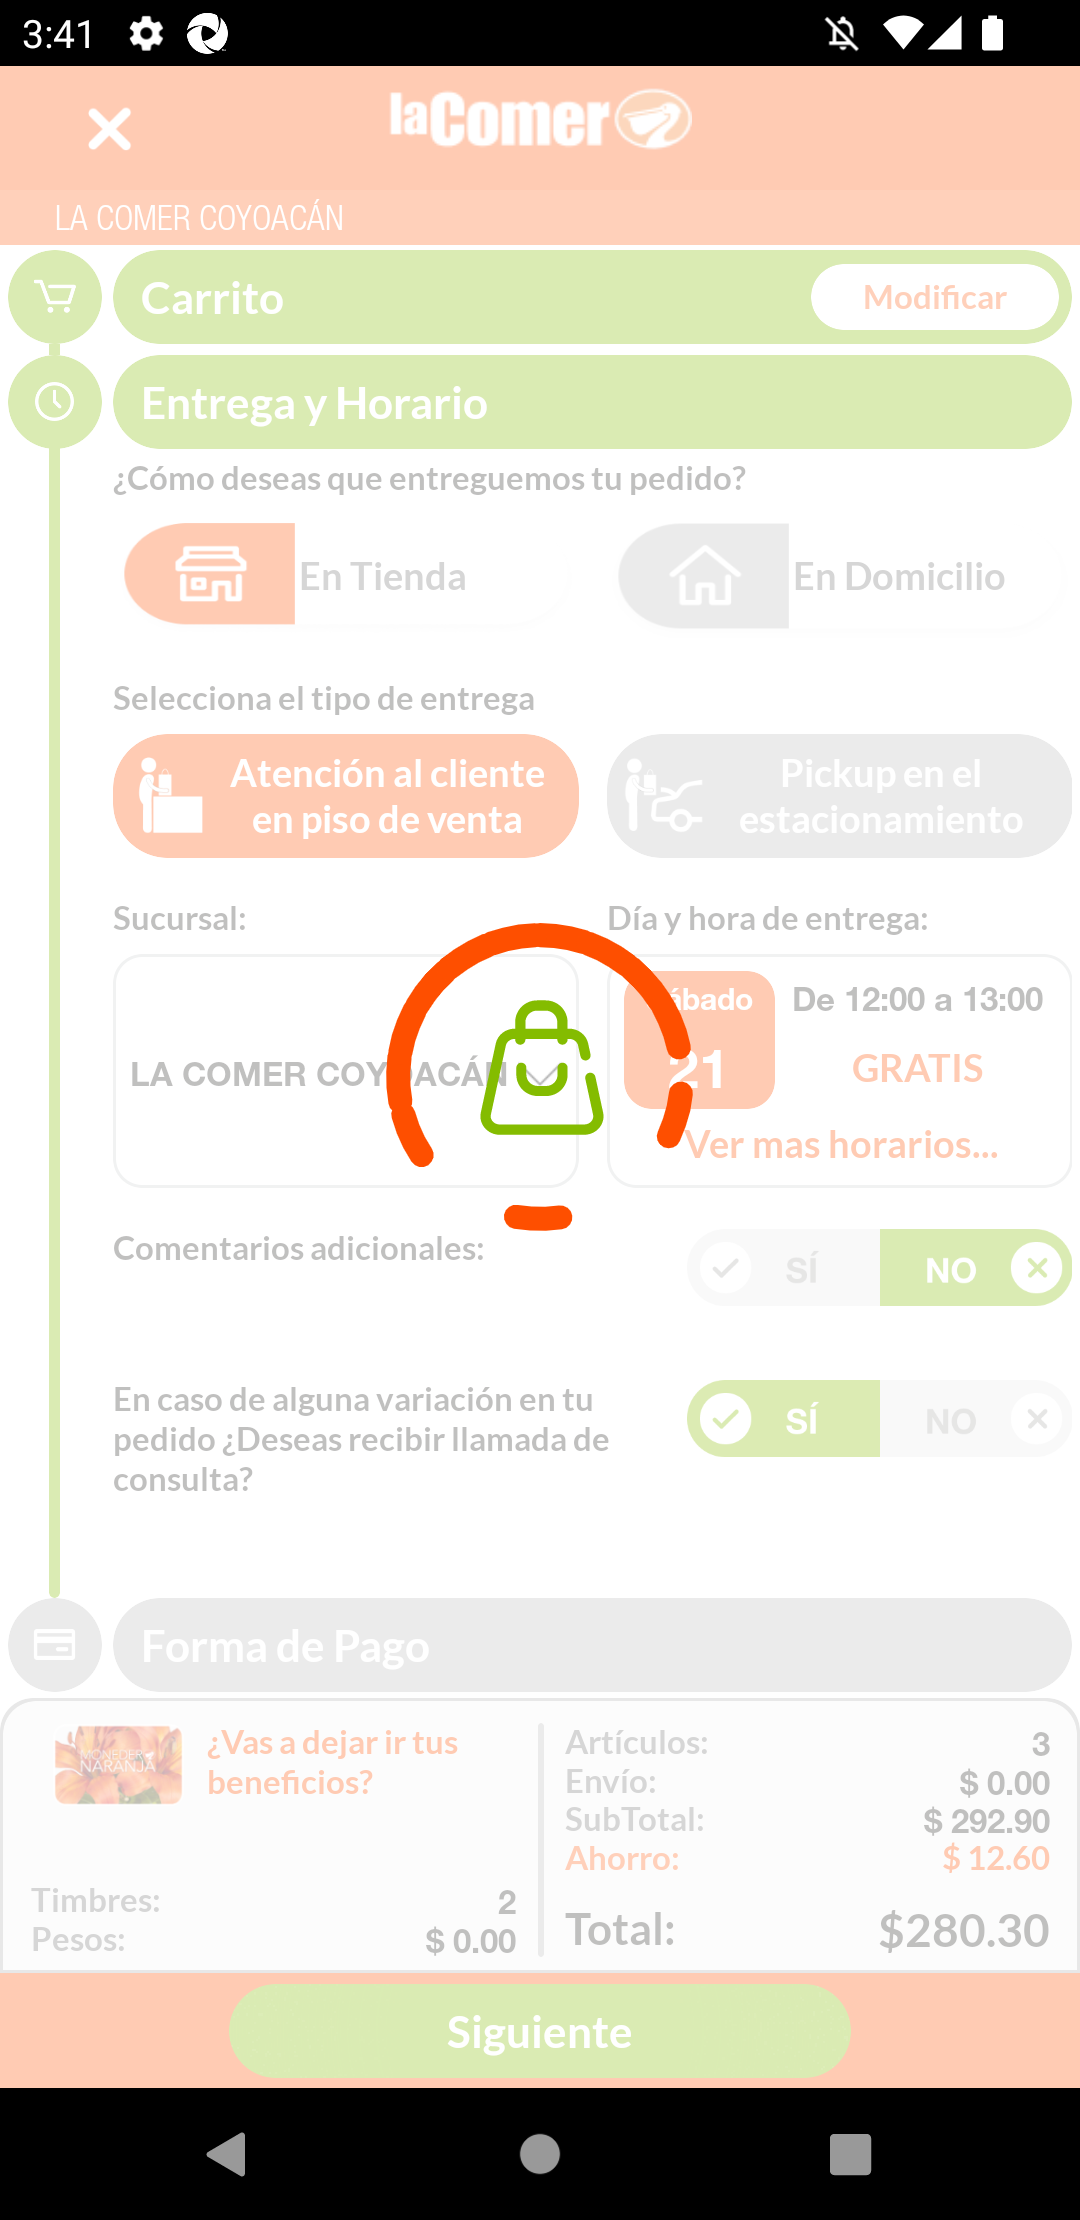 3:41
laComer
LA COMER COYOACÁN
Carrito
Modificar
Entrega y Horario
¿Cómo deseas que entreguemos tu pedido?
En Tienda
En Domicilio
Selecciona el tipo de entrega
Atención al cliente
en piso de venta
Pickup en el
estacionamiento
Sucursal:
Día y hora de entrega:
LA COMER COYOACÁN
Sábado
21
De 12:00 a 13:00
GRATIS
Ver mas horarios...
Comentarios adicionales:
SÍ
NO
En caso de alguna variación en tu
pedido ¿Deseas recibir llamada de
consulta?
SÍ
NO
Forma de Pago
MONEDERO
NARANJA
¿Vas a dejar ir tus
beneficios?
Timbres: 2
Pesos: $ 0.00
Artículos: 3
Envío: $ 0.00
SubTotal: $ 292.90
Ahorro: $ 12.60
Total: $280.30
Siguiente